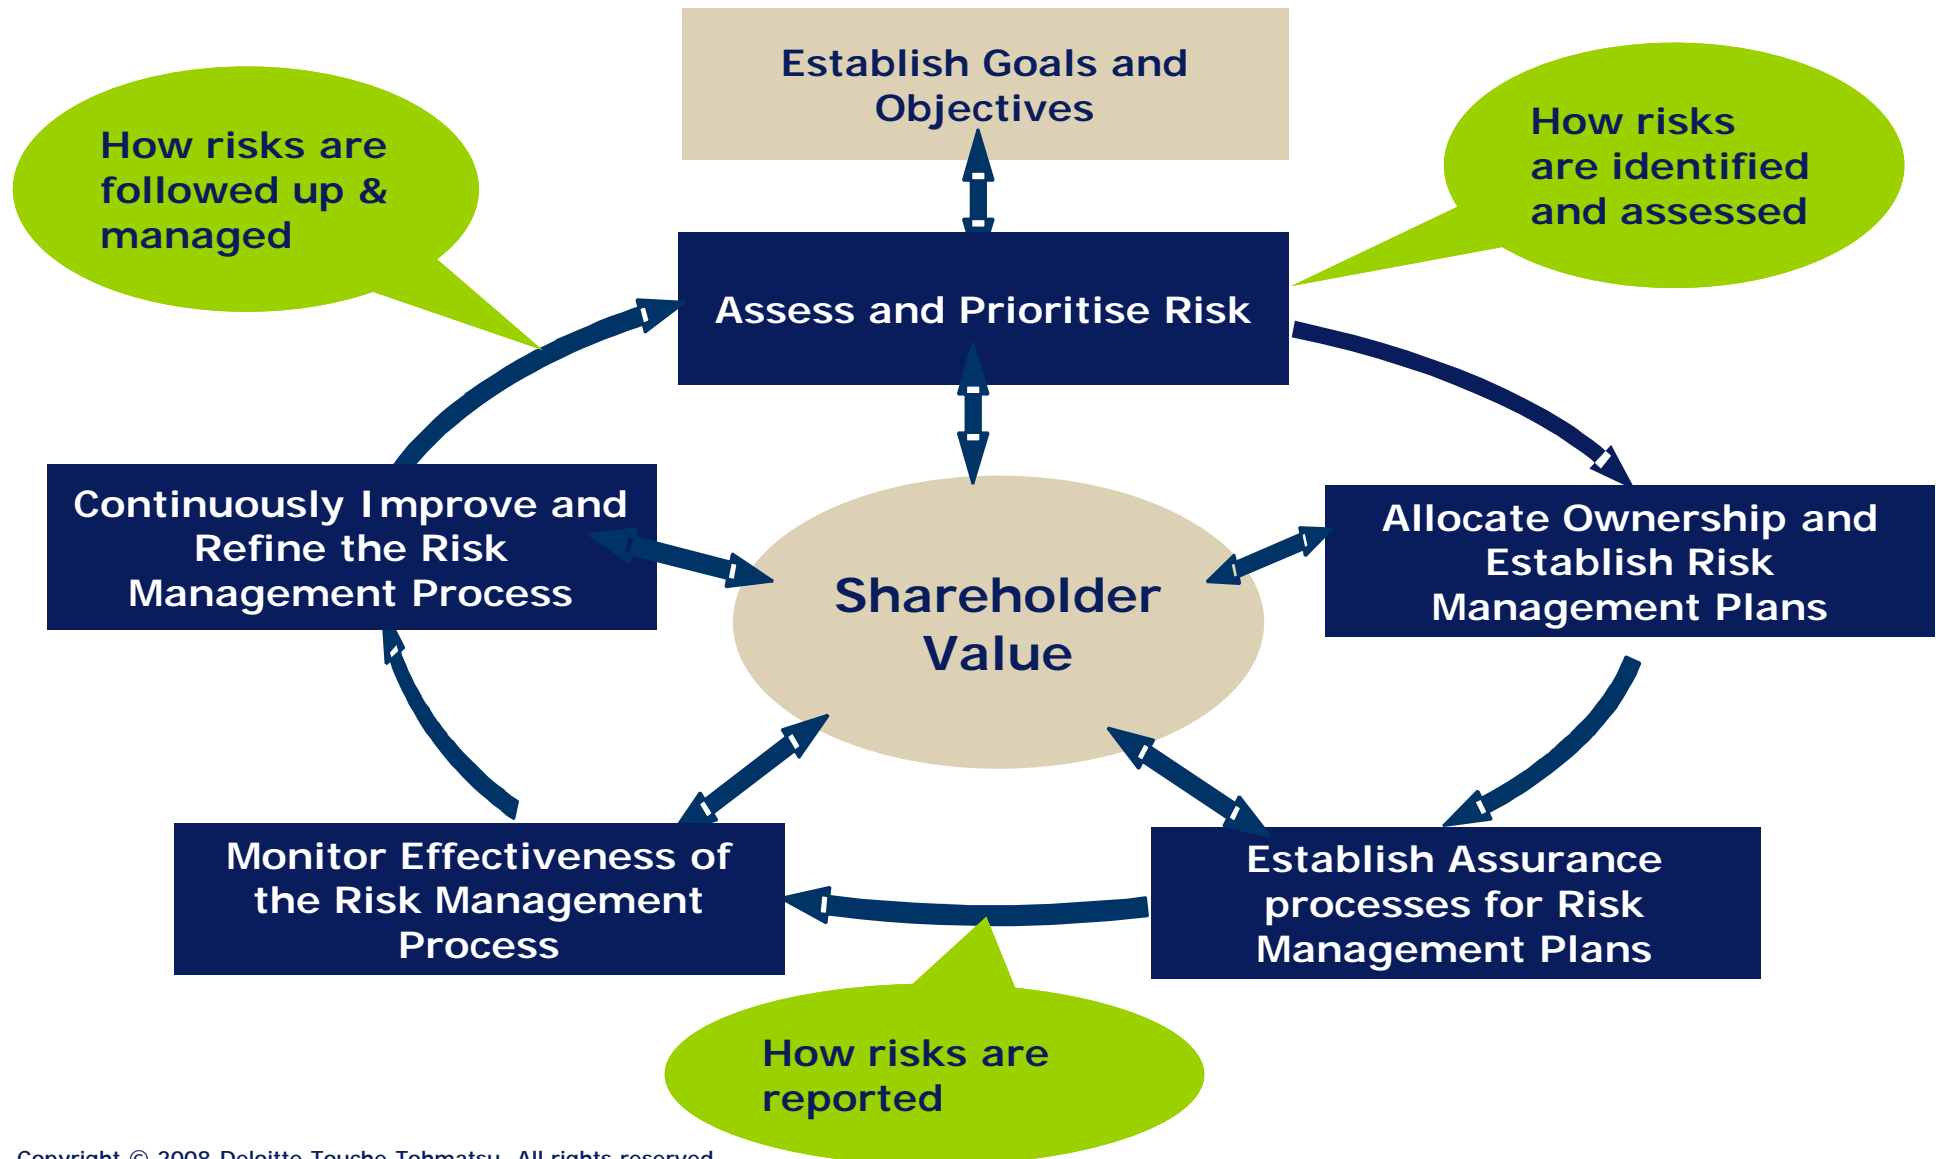 Establish Goals and
Objectives
How risks are
followed up &
managed
How risks
are identified
and assessed
Assess and Prioritise Risk
Continuously Improve and
Refine the Risk
Management Process
Allocate Ownership and
Establish Risk
Management Plans
Shareholder
Value
Monitor Effectiveness of
the Risk Management
Process
Establish Assurance
processes for Risk
Management Plans
How risks are
reported
Copyright © 2008 Deloitte Touche Tohmatsu. All rights reserved.